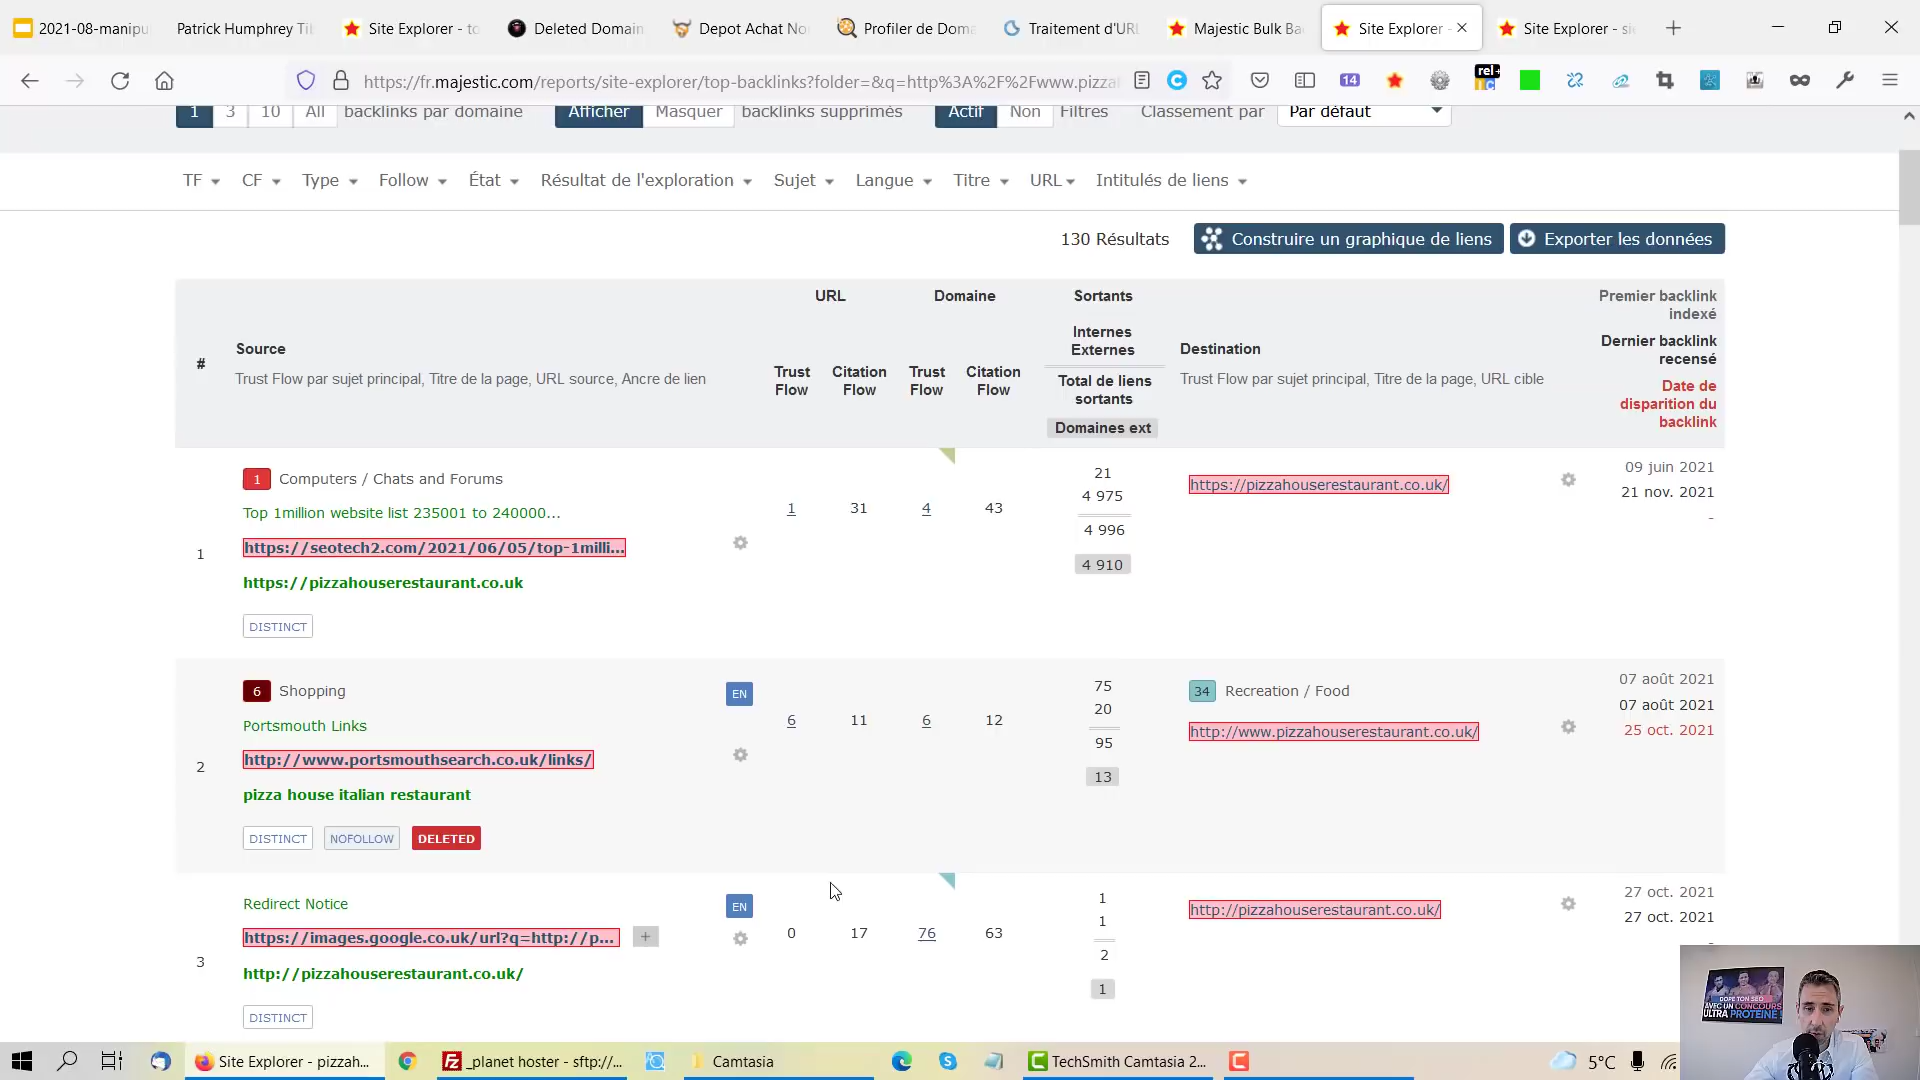 2021-08-manipu
Patrick Humphrey Ti
Site Explorer - to
Deleted Domain
Depot Achat No
Profiler de Dom
Traitement d'UR
Majestic Bulk Ba
Site Explorer -
Site Explorer - si
https://fr.majestic.com/reports/site-explorer/top-backlinks?folder=&q=http%3A%2F%2Fwww.pizza
14
rel+
1 3 10 All backlinks par domaine Afficher Masquer backlinks supprimés Actif Non Filtres Classement par Par défaut
TF CF Type Follow État Résultat de l'exploration Sujet Langue Titre URL Intitulés de liens
130 Résultats Construire un graphique de liens Exporter les données
URL Domaine Sortants
Premier backlink
indexé
Internes
Externes
Dernier backlink
recensé
# Source
Trust Flow par sujet principal, Titre de la page, URL source, Ancre de lien
Trust
Flow
Citation
Flow
Trust
Flow
Citation
Flow
Total de liens
sortants
Domaines ext
Destination
Trust Flow par sujet principal, Titre de la page, URL cible
Date de
disparition du
backlink
1
1 Computers / Chats and Forums
Top 1million website list 235001 to 240000...
https://seotech2.com/2021/06/05/top-1milli...
https://pizzahouserestaurant.co.uk
DISTINCT
1 31 4 43
21
4 975
4 996
4 910
https://pizzahouserestaurant.co.uk/
09 juin 2021
21 nov. 2021
-
2
6 Shopping
Portsmouth Links
http://www.portsmouthsearch.co.uk/links/
pizza house italian restaurant
DISTINCT NOFOLLOW DELETED
EN
6 11 6 12
75
20
95
13
34 Recreation / Food
http://www.pizzahouserestaurant.co.uk/
07 août 2021
07 août 2021
25 oct. 2021
3
Redirect Notice
https://images.google.co.uk/url?q=http://p... +
http://pizzahouserestaurant.co.uk/
DISTINCT
EN
0 17 76 63
1
1
2
1
http://pizzahouserestaurant.co.uk/
27 oct. 2021
27 oct. 2021
-
DOPE TON SEO
AVEC UN CONCOURS
ULTRA PROTEINÉ !
Site Explorer - pizzah...
_planet hoster - sftp://...
Camtasia
TechSmith Camtasia 2...
5°C